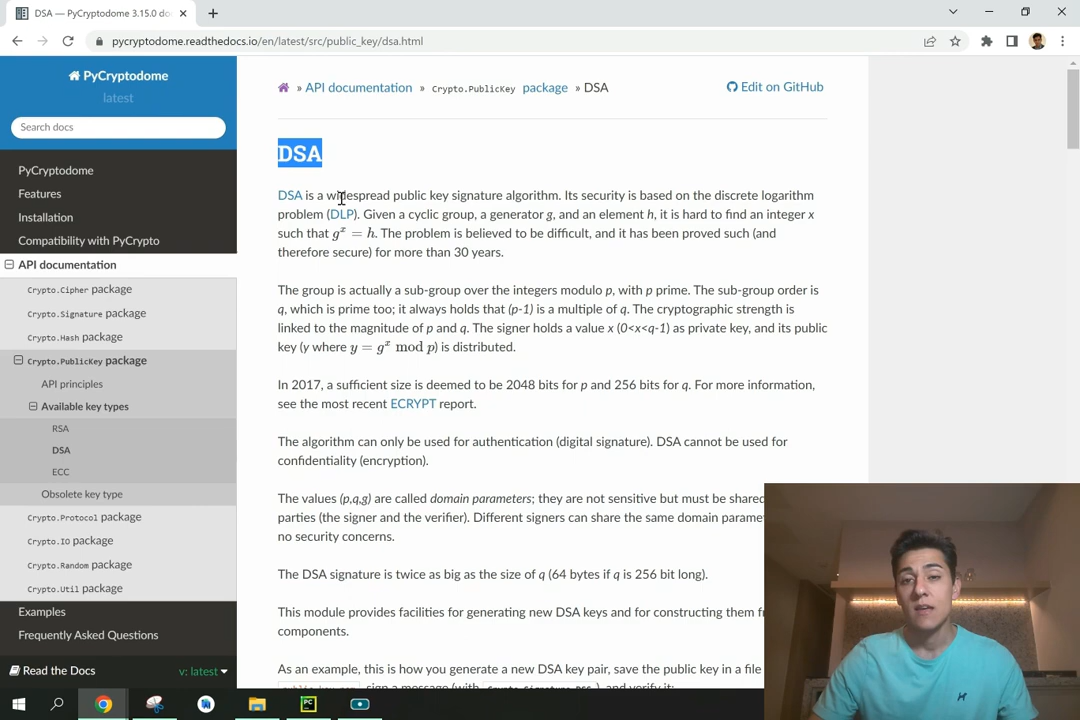 DSA — PyCryptodome 3.15.0 do
pycryptodome.readthedocs.io/en/latest/src/public_key/dsa.html
PyCryptodome
latest
Search docs
PyCryptodome
Features
Installation
Compatibility with PyCrypto
API documentation
Crypto.Cipher package
Crypto.Signature package
Crypto.Hash package
Crypto.PublicKey package
API principles
Available key types
RSA
DSA
ECC
Obsolete key type
Crypto.Protocol package
Crypto.IO package
Crypto.Random package
Crypto.Util package
Examples
Frequently Asked Questions
Read the Docs v: latest
» API documentation » Crypto.PublicKey package » DSA
Edit on GitHub
DSA
DSA is a widespread public key signature algorithm. Its security is based on the discrete logarithm
problem (DLP). Given a cyclic group, a generator g, and an element h, it is hard to find an integer x
such that gˣ = h. The problem is believed to be difficult, and it has been proved such (and
therefore secure) for more than 30 years.
The group is actually a sub-group over the integers modulo p, with p prime. The sub-group order is
q, which is prime too; it always holds that (p-1) is a multiple of q. The cryptographic strength is
linked to the magnitude of p and q. The signer holds a value x (0<x<q-1) as private key, and its public
key (y where y = gˣ mod p) is distributed.
In 2017, a sufficient size is deemed to be 2048 bits for p and 256 bits for q. For more information,
see the most recent ECRYPT report.
The algorithm can only be used for authentication (digital signature). DSA cannot be used for
confidentiality (encryption).
The values (p,q,g) are called domain parameters; they are not sensitive but must be shared
parties (the signer and the verifier). Different signers can share the same domain parame
no security concerns.
The DSA signature is twice as big as the size of q (64 bytes if q is 256 bit long).
This module provides facilities for generating new DSA keys and for constructing them f
components.
As an example, this is how you generate a new DSA key pair, save the public key in a file
sign a message (with Crypto.Signature.DSS), and verify it: